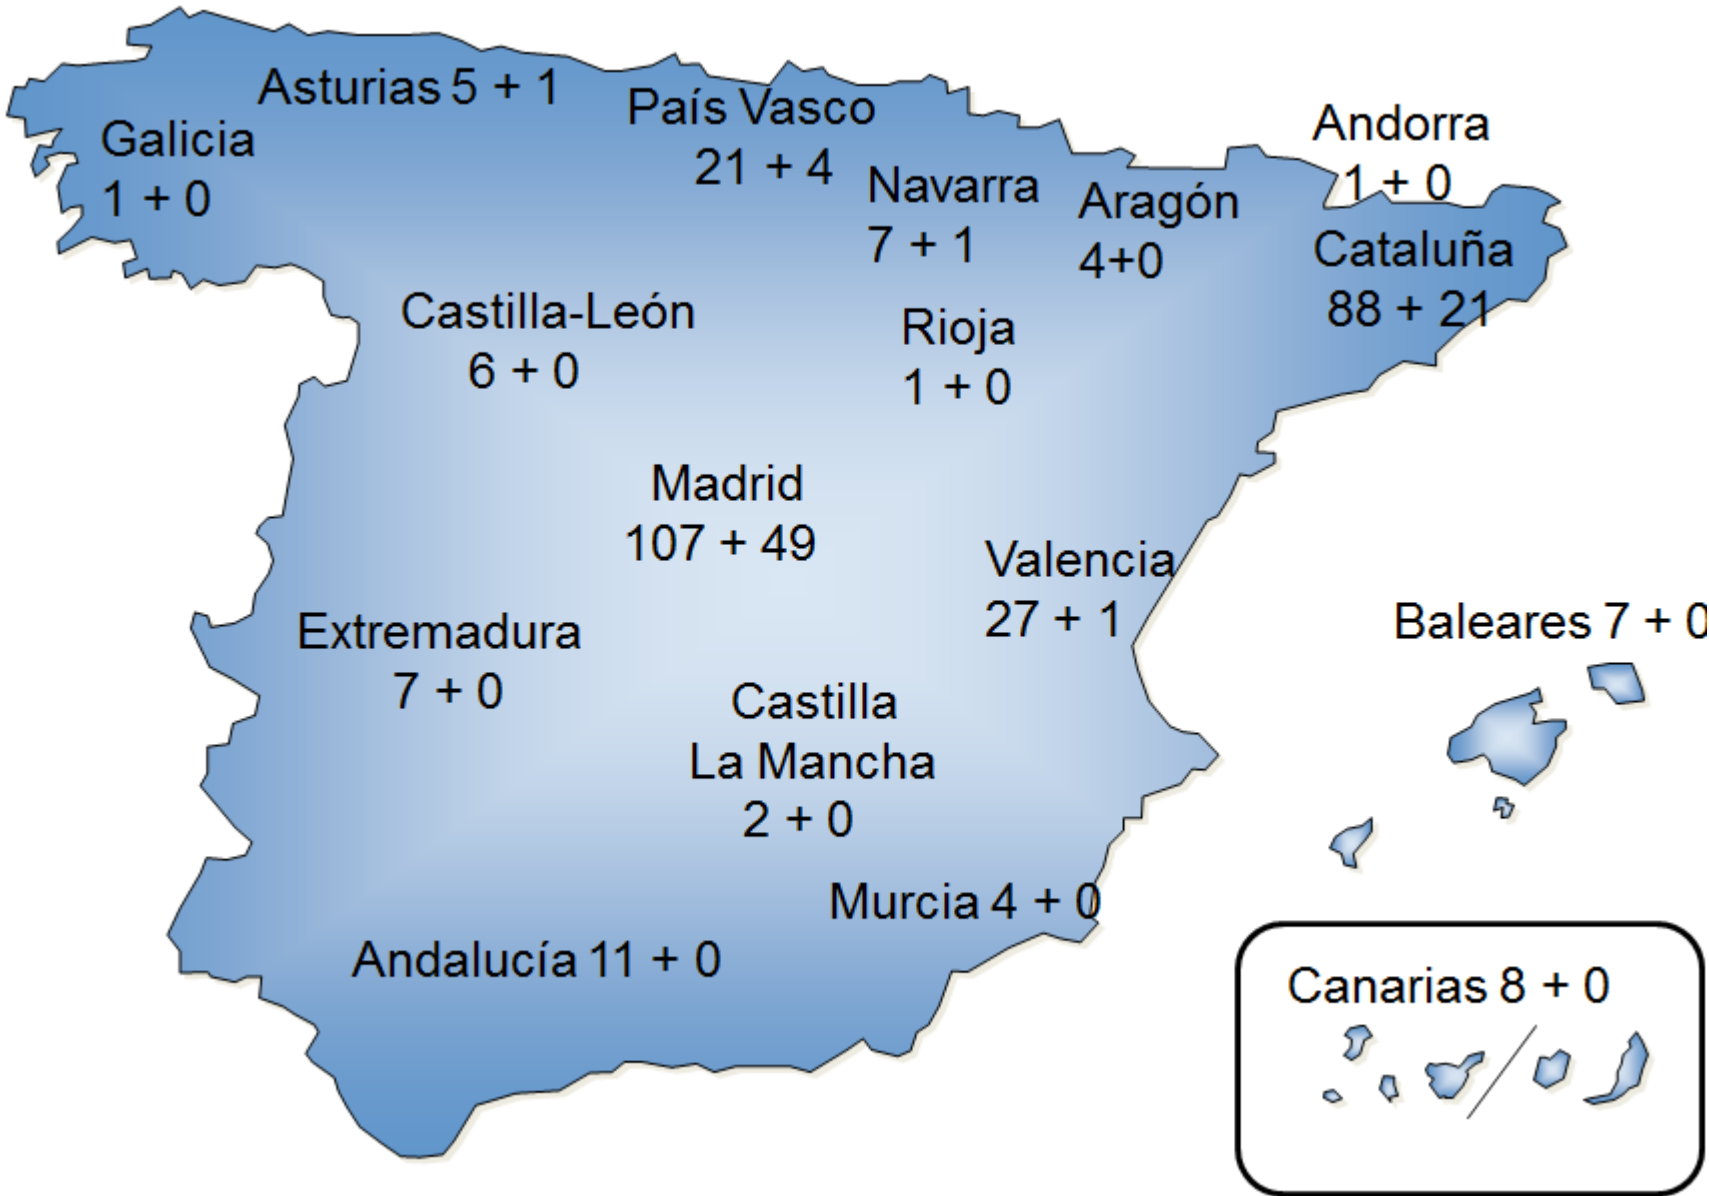 Asturias 5 + 1
País Vasco
21 + 4
Galicia
1 + 0
Andorra
1 + 0
Navarra
7 + 1
Aragón
4+0
Cataluña
88 + 21
Castilla-León
6 + 0
Rioja
1 + 0
Madrid
107 + 49
Valencia
27 + 1
Extremadura
7 + 0
Baleares 7 + 0
Castilla
La Mancha
2 + 0
Murcia 4 + 0
Andalucía 11 + 0
Canarias 8 + 0